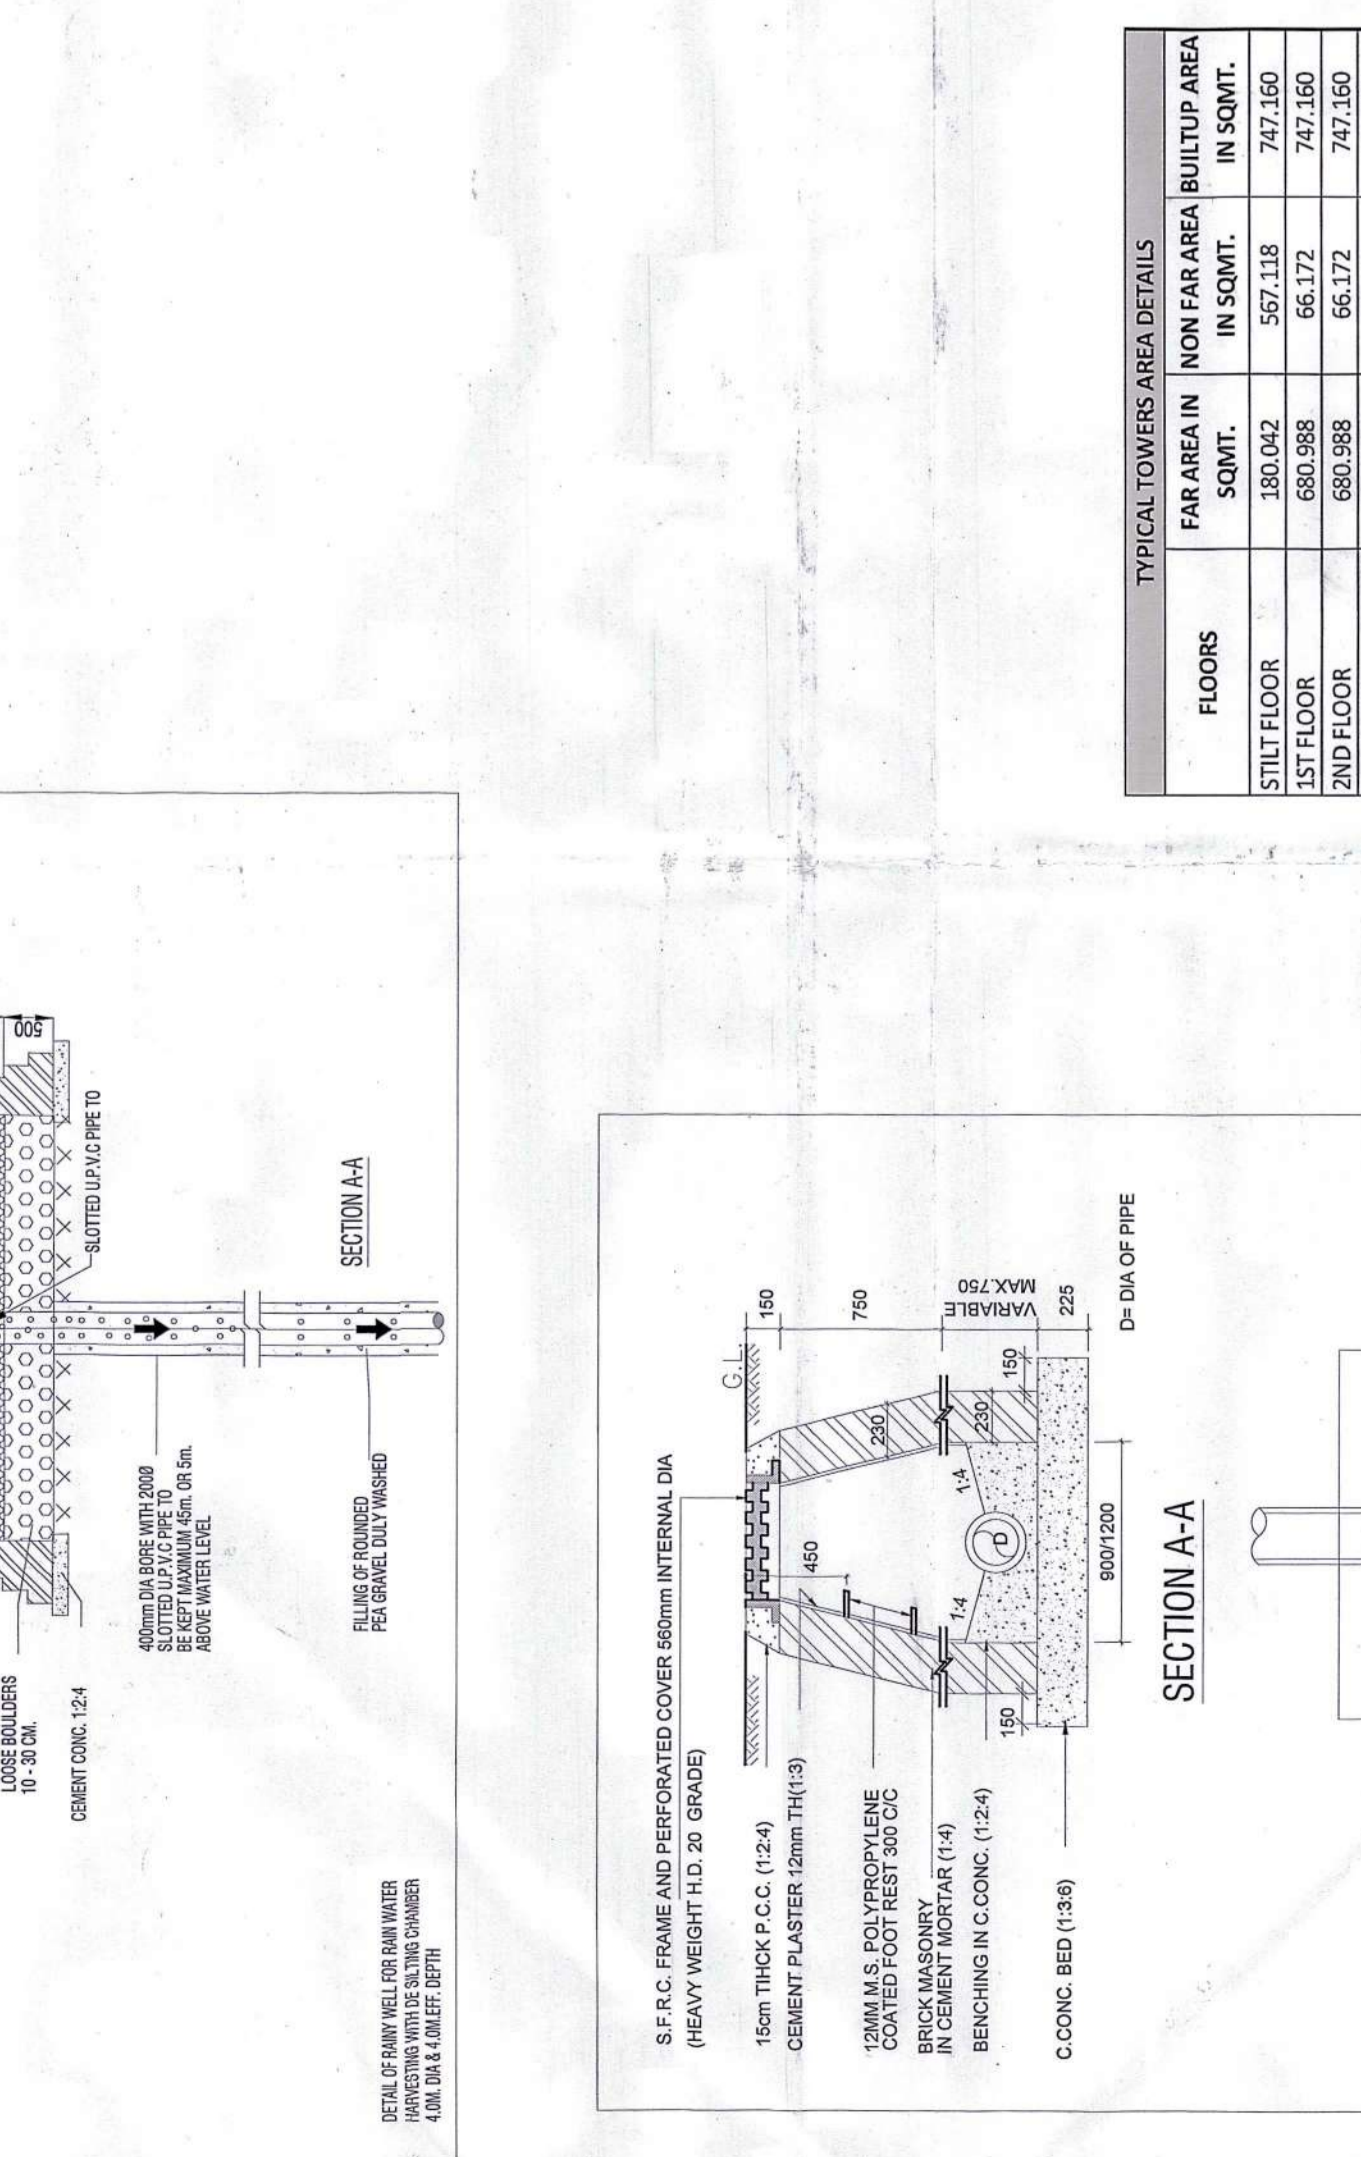 500
SLOTTED U.P.V.C PIPE TO
LOOSE BOULDERS
10 - 30 CM.
CEMENT CONC. 1:2:4
400mm DIA BORE WITH 2000
SLOTTED U.P.V.C PIPE TO
BE KEPT MAXIMUM 45m. OR 5m.
ABOVE WATER LEVEL
SECTION A-A
FILLING OF ROUNDED
PEA GRAVEL DULY WASHED
DETAIL OF RAINY WELL FOR RAIN WATER
HARVESTING WITH DE SILTING CHAMBER
4.0M. DIA & 4.0M.EFF. DEPTH
S.F.R.C. FRAME AND PERFORATED COVER 560mm INTERNAL DIA
(HEAVY WEIGHT H.D. 20 GRADE)
G.L.
150
15cm TIHCK P.C.C. (1:2:4)
CEMENT PLASTER 12mm TH(1:3)
450
750
230
12MM M.S. POLYPROPYLENE
COATED FOOT REST 300 C/C
BRICK MASONRY
IN CEMENT MORTAR (1:4)
BENCHING IN C.CONC. (1:2:4)
1:4
1:4
D
230
150
150
VARIABLE
MAX.750
225
C.CONC. BED (1:3:6)
900/1200
D= DIA OF PIPE
SECTION A-A
TYPICAL TOWERS AREA DETAILS
FLOORS FAR AREA IN SQMT. NON FAR AREA IN SQMT. BUILTUP AREA IN SQMT.
STILT FLOOR 180.042 567.118 747.160
1ST FLOOR 680.988 66.172 747.160
2ND FLOOR 680.988 66.172 747.160